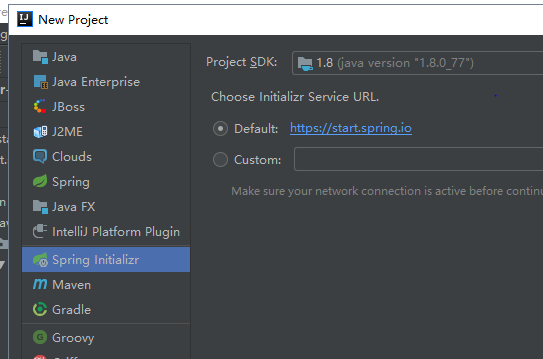 New Project
Java
Java Enterprise
JBoss
J2ME
Clouds
Spring
Java FX
IntelliJ Platform Plugin
Spring Initializr
Maven
Gradle
Groovy
Project SDK: 1.8 (java version "1.8.0_77")
Choose Initializr Service URL.
Default: https://start.spring.io
Custom:
Make sure your network connection is active before continu